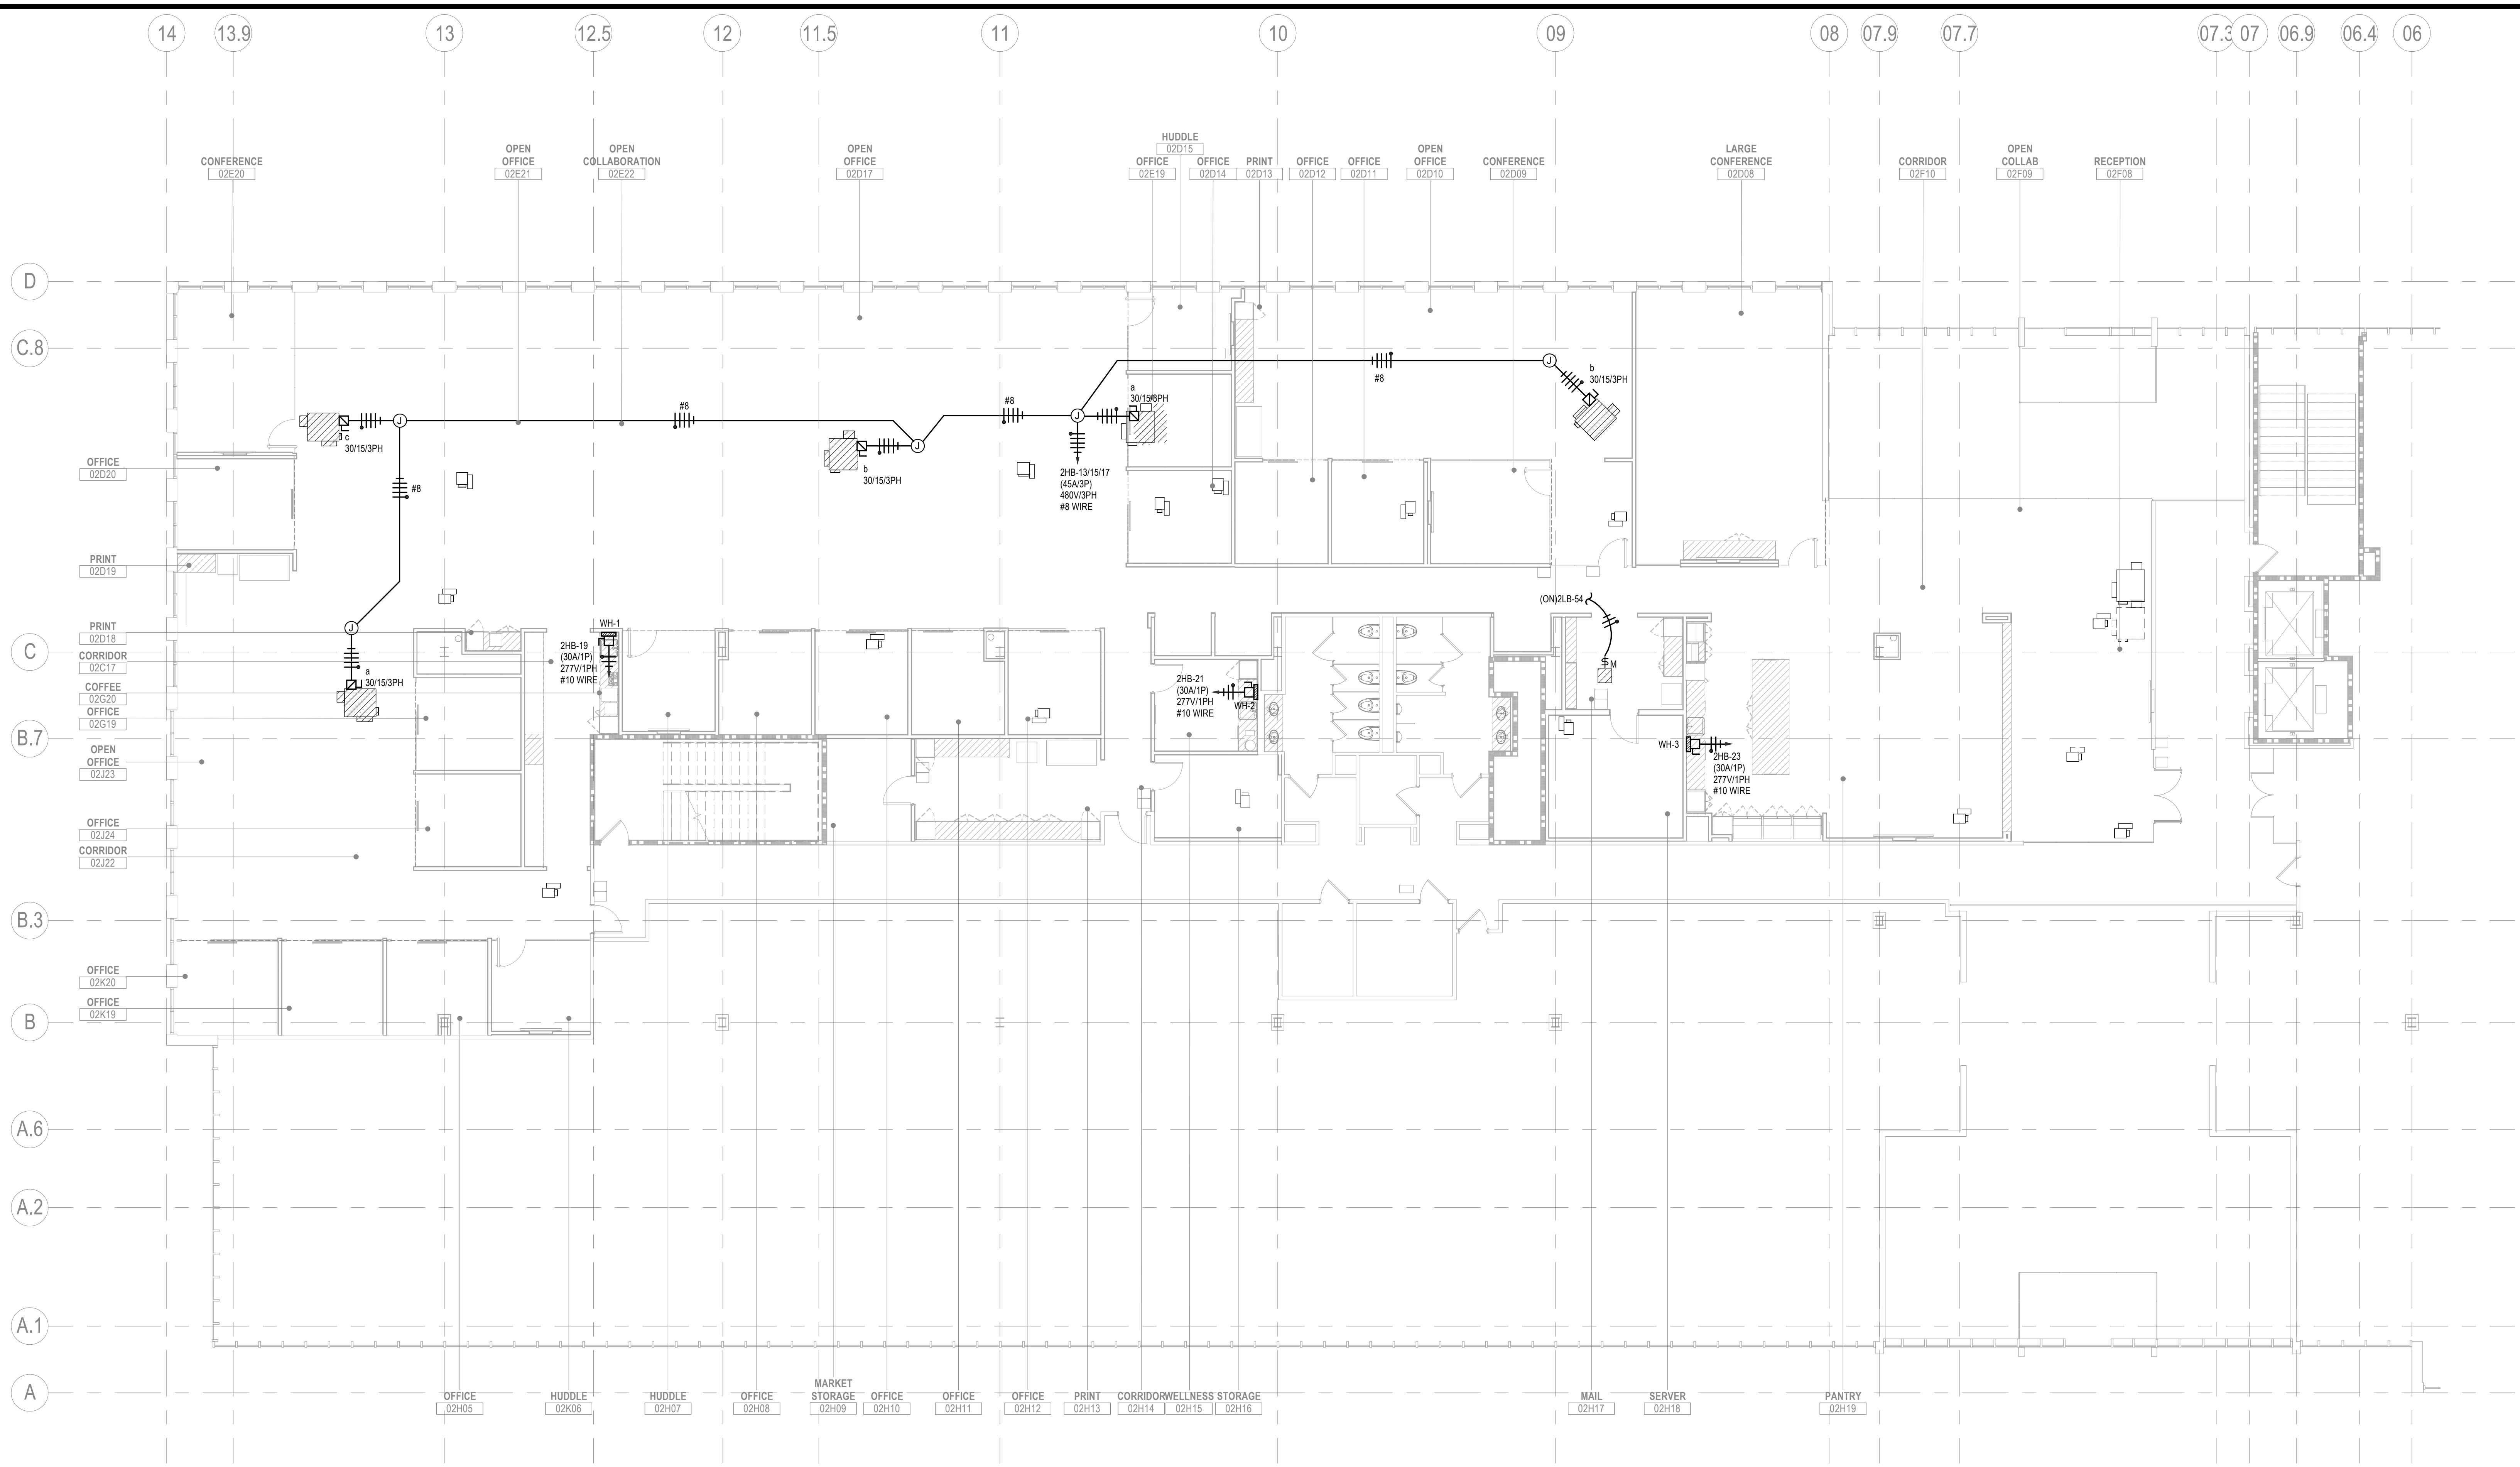 14
13.9
13
12.5
12
11.5
11
10
09
08
07.9
07.7
07.3
07
06.9
06.4
06
D
C.8
C
B.7
B.3
B
A.6
A.2
A.1
A
CONFERENCE
02E20
OPEN
OFFICE
02E21
OPEN
COLLABORATION
02E22
OPEN
OFFICE
02D17
HUDDLE
02D15
OFFICE
02E19
OFFICE
02D14
PRINT
02D13
OFFICE
02D12
OFFICE
02D11
OPEN
OFFICE
02D10
CONFERENCE
02D09
LARGE
CONFERENCE
02D08
CORRIDOR
02F10
OPEN
COLLAB
02F09
RECEPTION
02F08
OFFICE
02D20
PRINT
02D19
PRINT
02D18
CORRIDOR
02C17
COFFEE
02G20
OFFICE
02G19
OPEN
OFFICE
02J23
OFFICE
02J24
CORRIDOR
02J22
OFFICE
02K20
OFFICE
02K19
c
30/15/3PH
J
#8
#8
J
a
30/15/3PH
b
30/15/3PH
J
#8
J
a
30/15/3PH
2HB-13/15/17
(45A/3P)
480V/3PH
#8 WIRE
#8
J
b
30/15/3PH
WH-1
2HB-19
(30A/1P)
277V/1PH
#10 WIRE
2HB-21
(30A/1P)
277V/1PH
#10 WIRE
WH-2
(ON)2LB-54
$M
WH-3
2HB-23
(30A/1P)
277V/1PH
#10 WIRE
OFFICE
02H05
HUDDLE
02K06
HUDDLE
02H07
OFFICE
02H08
MARKET
STORAGE
02H09
OFFICE
02H10
OFFICE
02H11
OFFICE
02H12
PRINT
02H13
CORRIDOR
02H14
WELLNESS
02H15
STORAGE
02H16
MAIL
02H17
SERVER
02H18
PANTRY
02H19